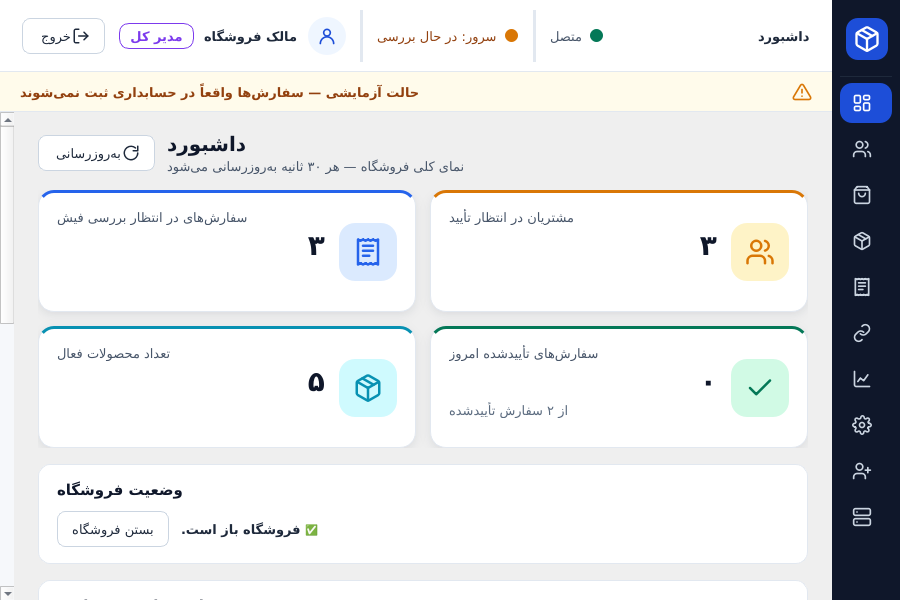 داشبورد
متصل
سرور: در حال بررسی
مالک فروشگاه
مدیر کل
خروج
حالت آزمایشی — سفارش‌ها واقعاً در حسابداری ثبت نمی‌شوند
داشبورد
نمای کلی فروشگاه — هر ۳۰ ثانیه به‌روزرسانی می‌شود
به‌روزرسانی
مشتریان در انتظار تأیید
۳
سفارش‌های در انتظار بررسی فیش
۳
سفارش‌های تأییدشده امروز
۰
از ۲ سفارش تأییدشده
تعداد محصولات فعال
۵
وضعیت فروشگاه
✅ فروشگاه باز است.
بستن فروشگاه